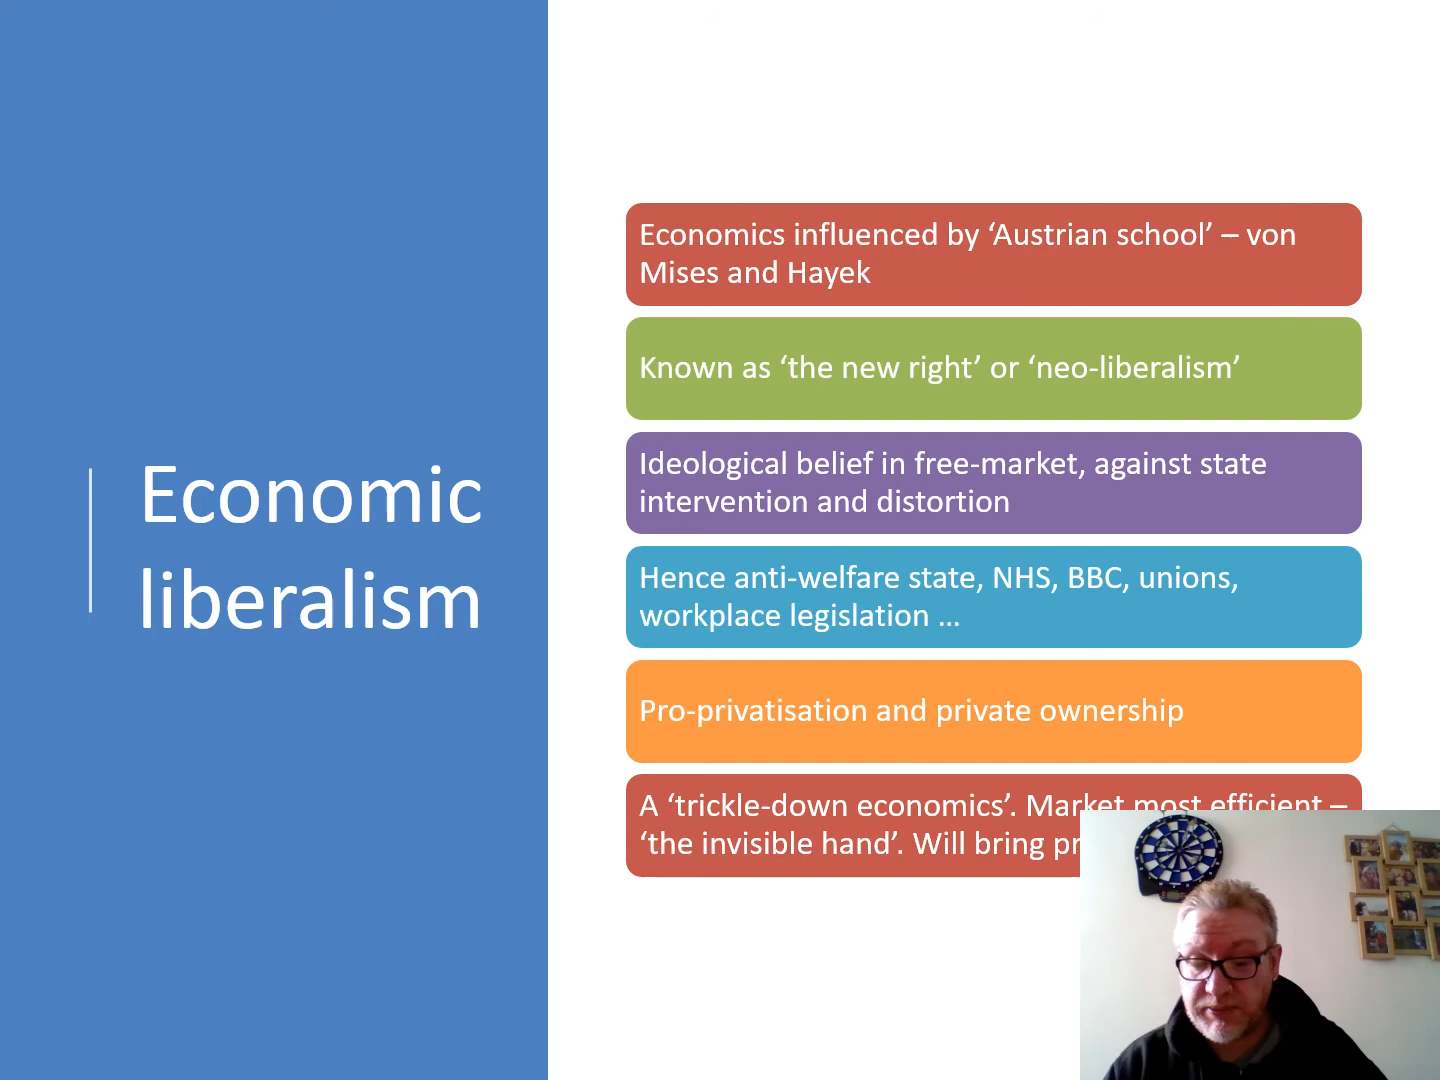 Economic
liberalism
Economics influenced by ‘Austrian school’ – von
Mises and Hayek
Known as ‘the new right’ or ‘neo-liberalism’
Ideological belief in free-market, against state
intervention and distortion
Hence anti-welfare state, NHS, BBC, unions,
workplace legislation …
Pro-privatisation and private ownership
A ‘trickle-down economics’. Market most efficient –
‘the invisible hand’. Will bring